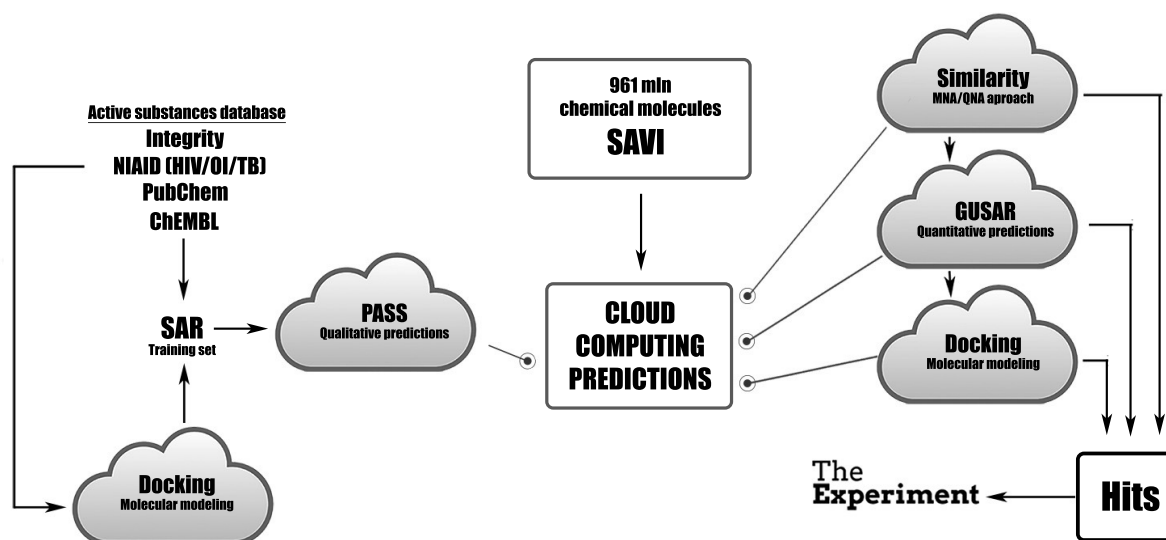 Active substances database
Integrity
NIAID (HIV/OI/TB)
PubChem
ChEMBL
SAR
Training set
Docking
Molecular modeling
PASS
Qualitative predictions
961 mln
chemical molecules
SAVI
CLOUD
COMPUTING
PREDICTIONS
Similarity
MNA/QNA aproach
GUSAR
Quantitative predictions
Docking
Molecular modeling
Hits
The
Experiment